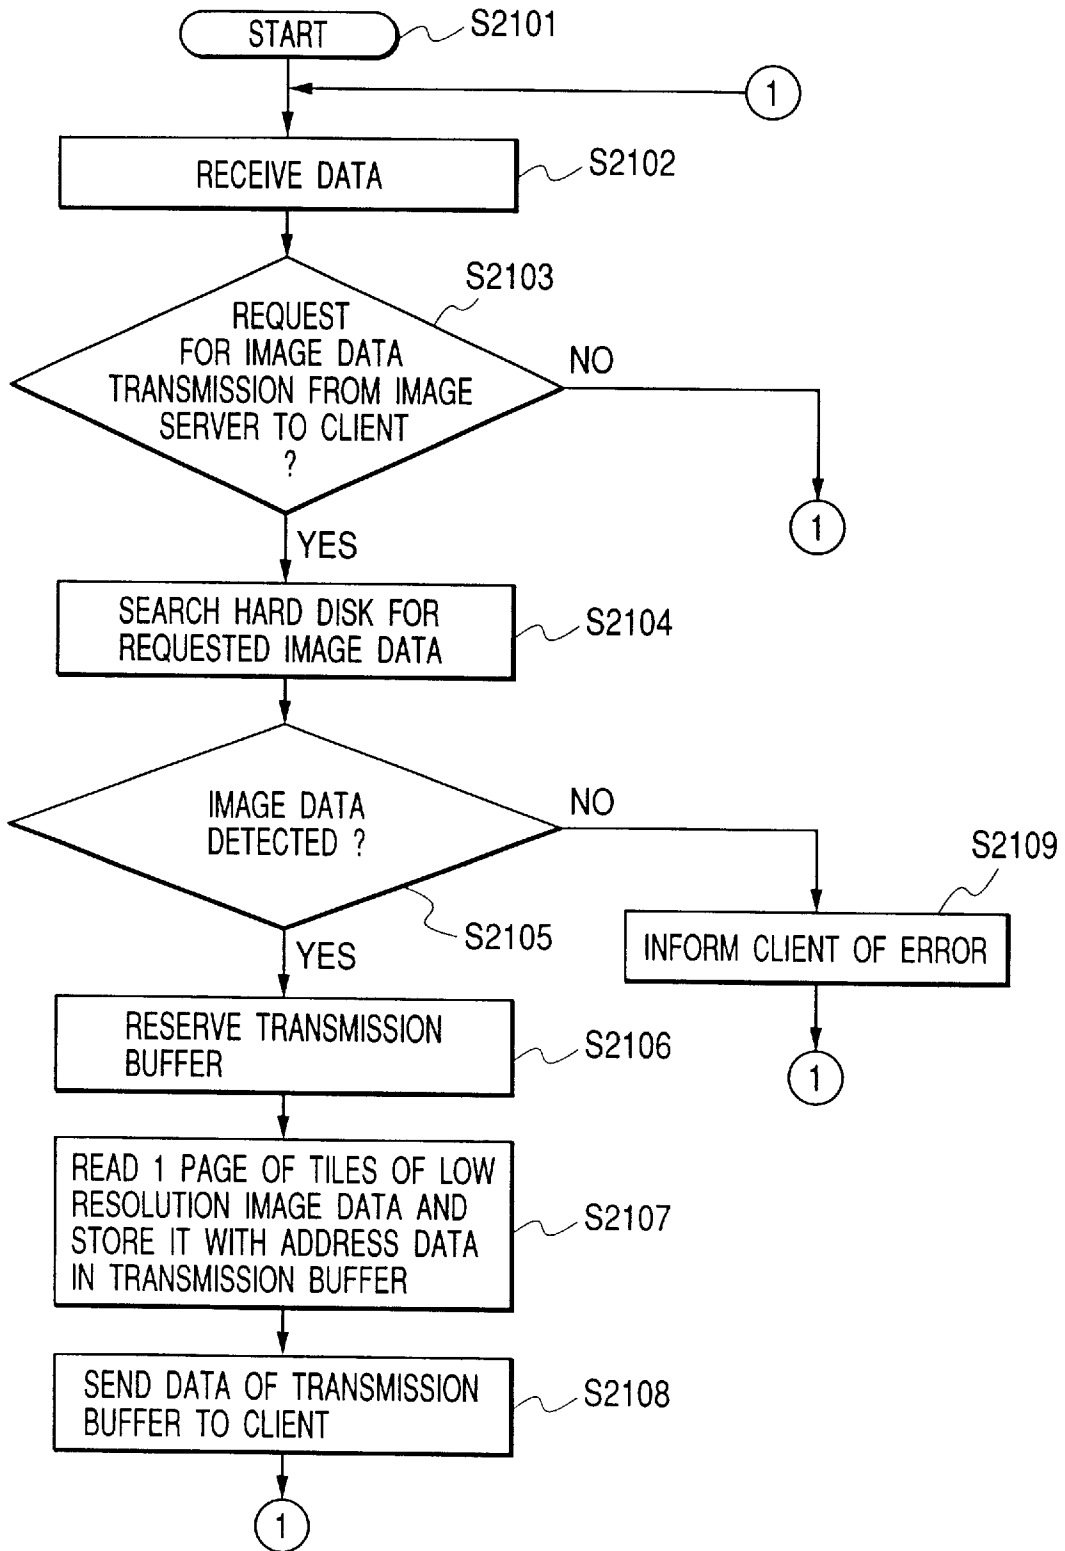 START
S2101
1
RECEIVE DATA
S2102
S2103
REQUEST
FOR IMAGE DATA
TRANSMISSION FROM IMAGE
SERVER TO CLIENT
?
NO
1
YES
SEARCH HARD DISK FOR
REQUESTED IMAGE DATA
S2104
IMAGE DATA
DETECTED ?
NO
S2105
S2109
INFORM CLIENT OF ERROR
1
YES
RESERVE TRANSMISSION
BUFFER
S2106
READ 1 PAGE OF TILES OF LOW
RESOLUTION IMAGE DATA AND
STORE IT WITH ADDRESS DATA
IN TRANSMISSION BUFFER
S2107
SEND DATA OF TRANSMISSION
BUFFER TO CLIENT
S2108
1